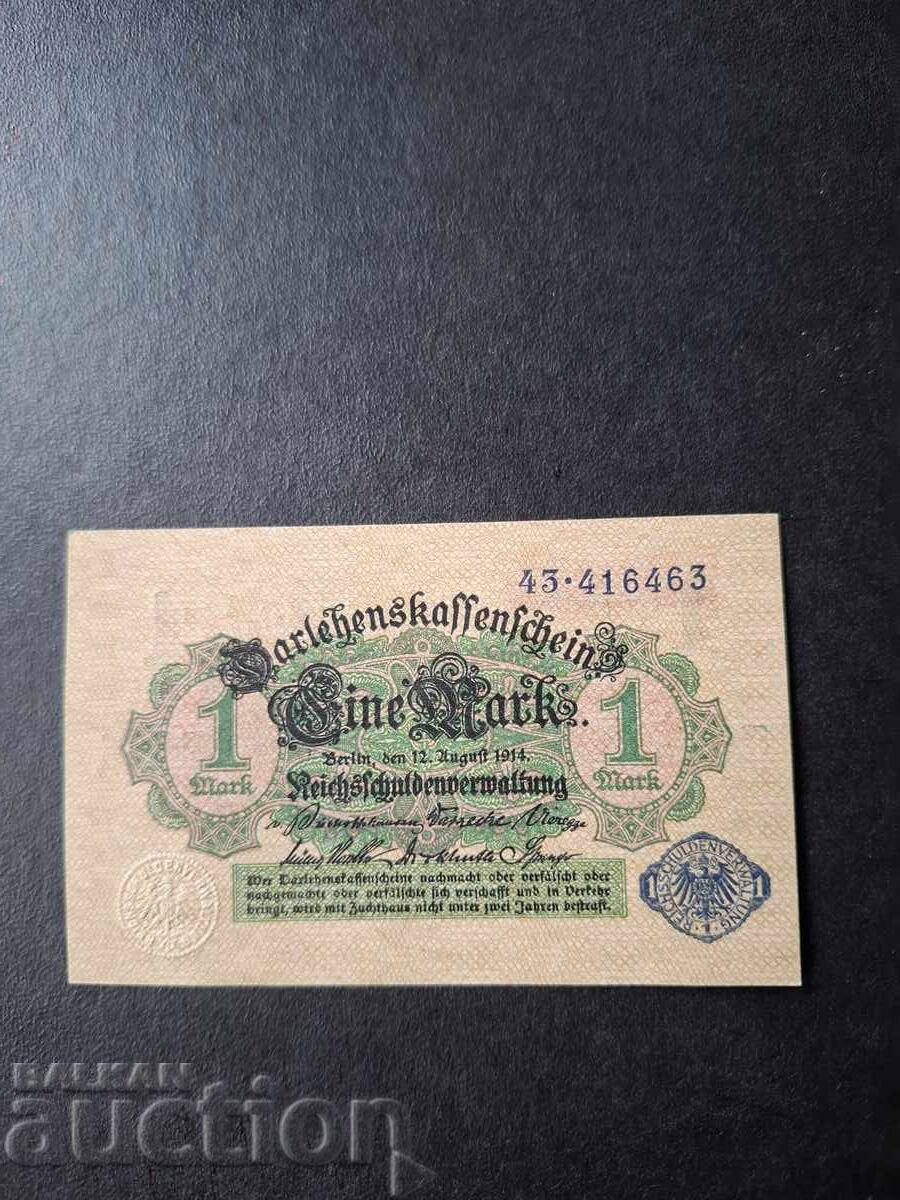 43·416463
Darlehenskassenschein
Eine Mark.
1 Mark
1 Mark
Berlin, den 12. August 1914.
Reichsschuldenverwaltung
Wer Darlehenskassenscheine nachmacht oder verfälscht oder
nachgemachte oder verfälschte sich verschafft und in Verkehr
bringt, wird mit Zuchthaus nicht unter zwei Jahren bestraft.
1 REICHSSCHULDENVERWALTUNG 1
BALKAN
auction